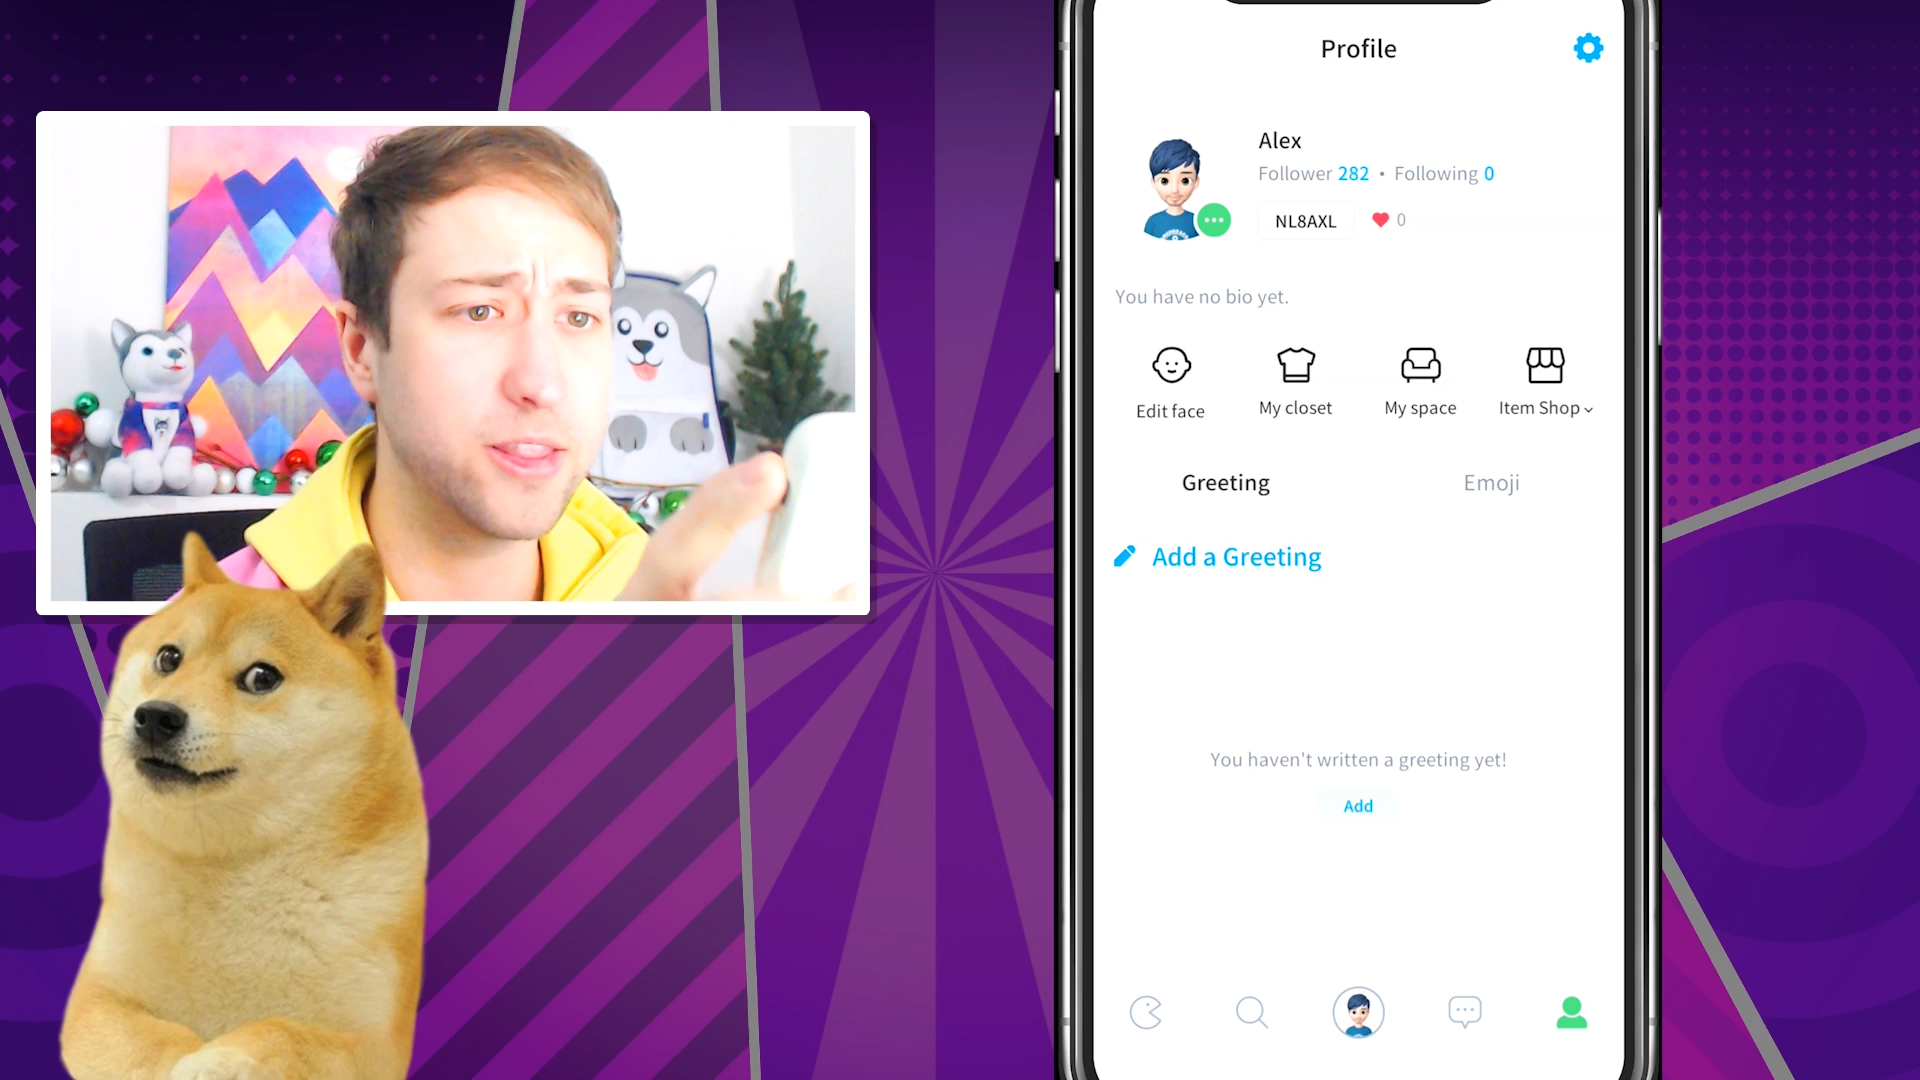 Profile
Alex
Follower 282 • Following 0
NL8AXL
0
You have no bio yet.
Edit face
My closet
My space
Item Shop
Greeting
Emoji
Add a Greeting
You haven't written a greeting yet!
Add